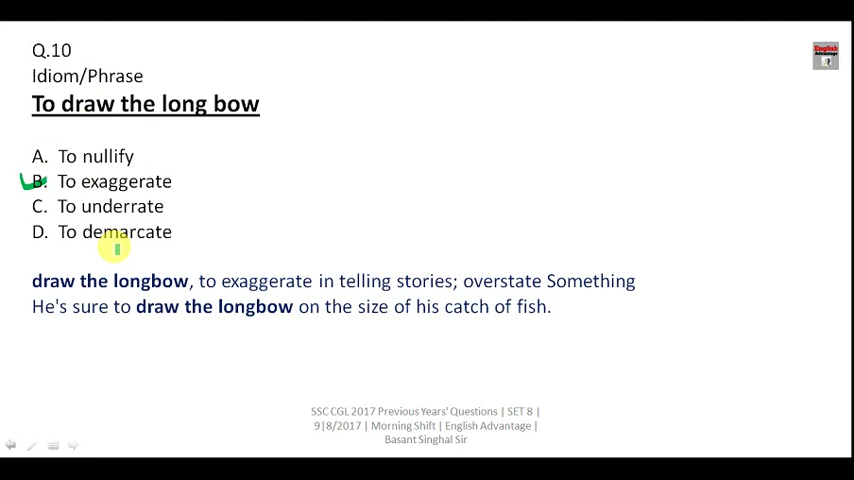 Q.10
English
Advantage
Idiom/Phrase
To draw the long bow
A. To nullify
B. To exaggerate
C. To underrate
D. To demarcate
draw the longbow, to exaggerate in telling stories; overstate Something
He's sure to draw the longbow on the size of his catch of fish.
SSC CGL 2017 Previous Years' Questions | SET 8 |
9|8/2017 | Morning Shift | English Advantage |
Basant Singhal Sir